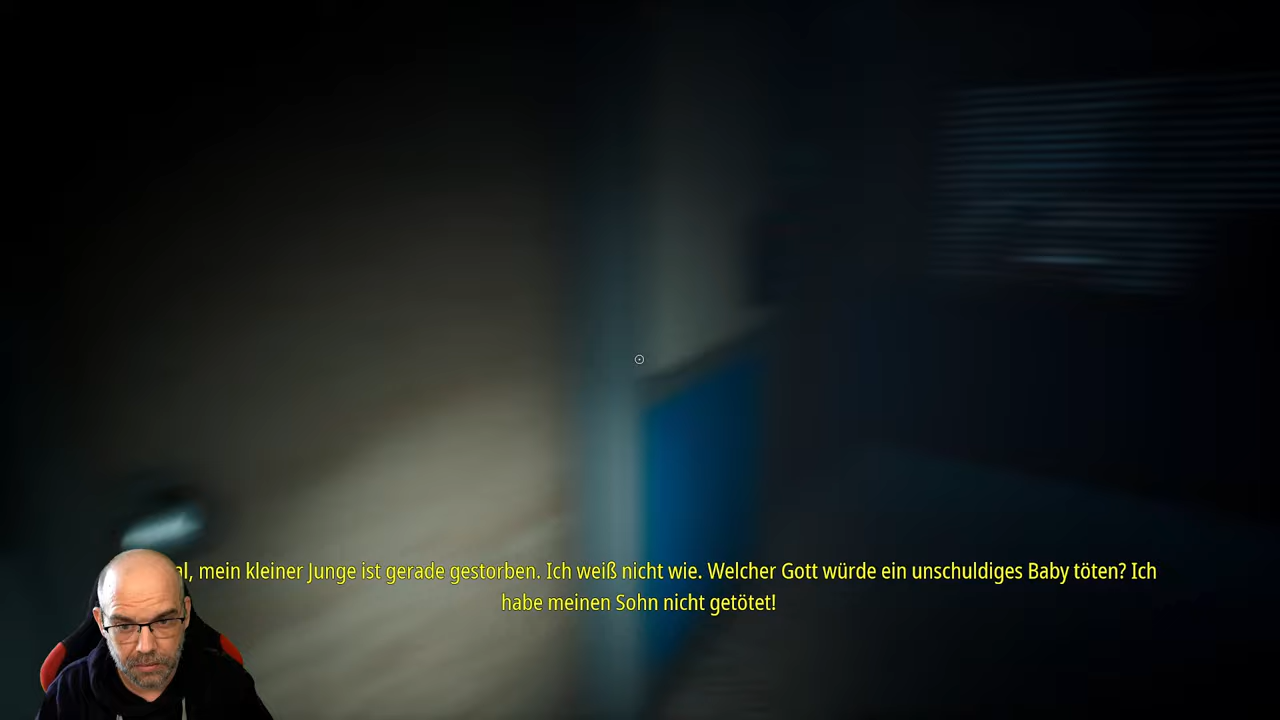 mein kleiner Junge ist gerade gestorben. Ich weiß nicht wie. Welcher Gott würde ein unschuldiges Baby töten? Ich
habe meinen Sohn nicht getötet!